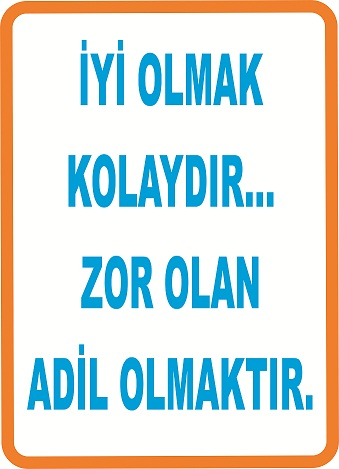 İYİ OLMAK
KOLAYDIR...
ZOR OLAN
ADİL OLMAKTIR.